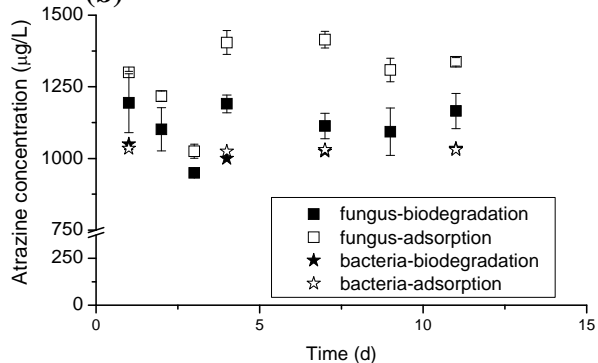 (b)
1500
1250
1000
750
250
0
Atrazine concentration (μg/L)
fungus-biodegradation
fungus-adsorption
bacteria-biodegradation
bacteria-adsorption
0 5 10 15
Time (d)